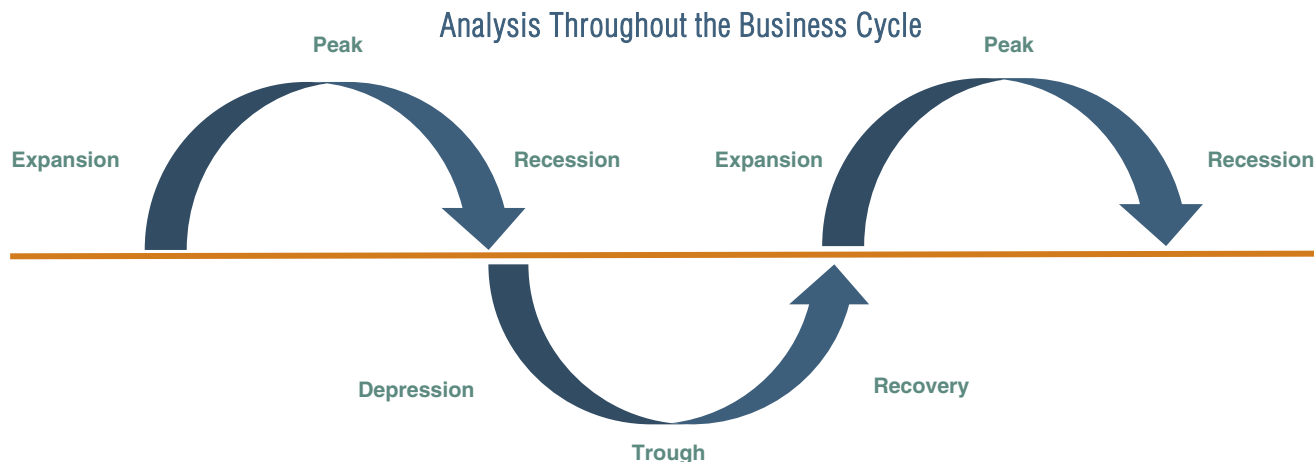 Analysis Throughout the Business Cycle
Peak
Peak
Expansion
Recession
Expansion
Recession
Depression
Recovery
Trough